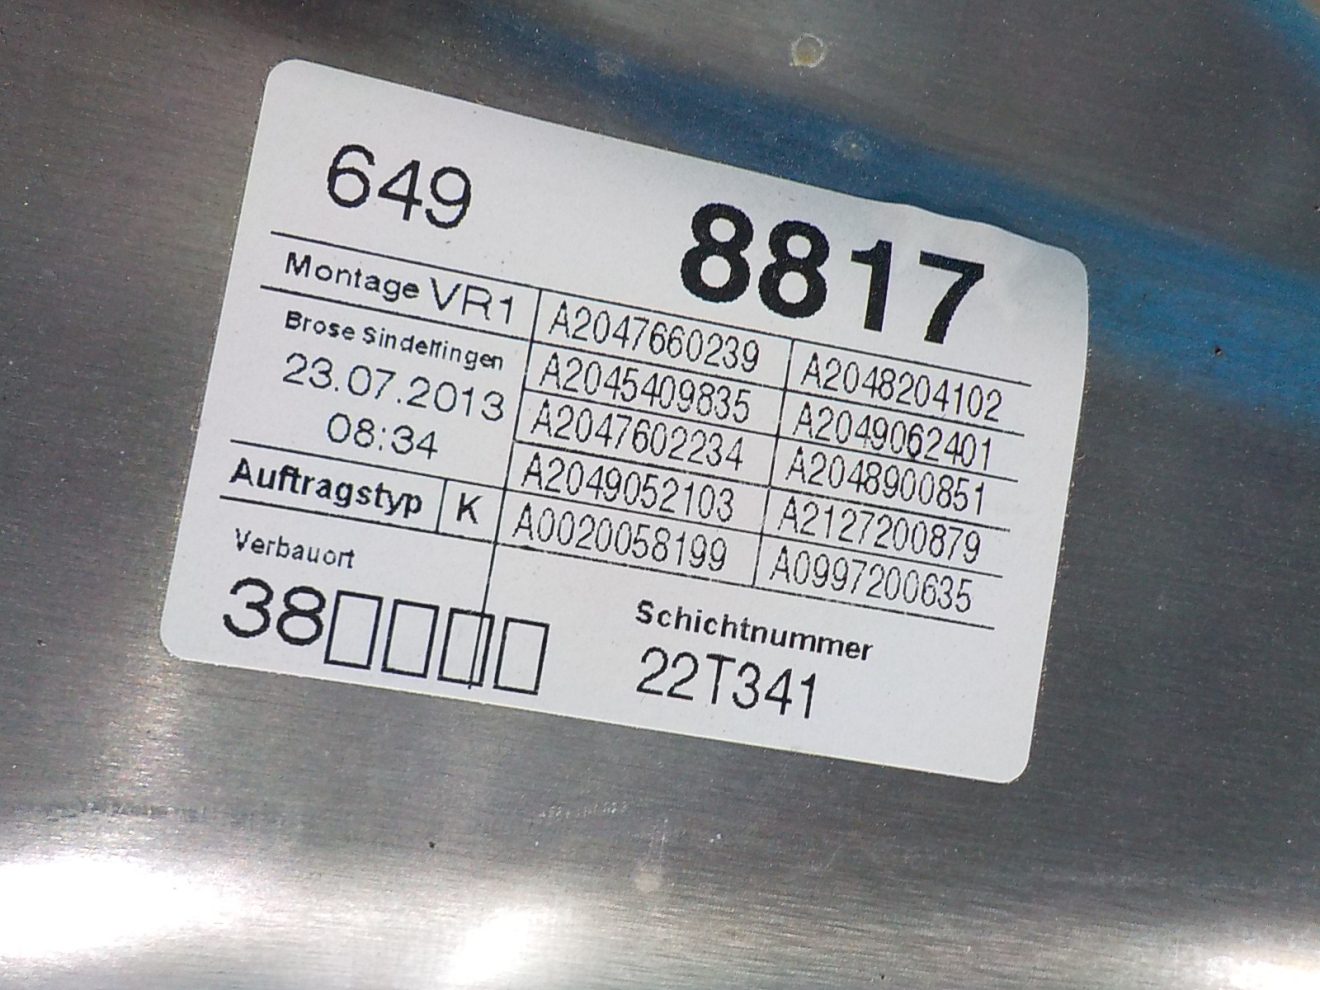 649 8817
Montage VR1
Brose Sindelfingen
23.07.2013
08:34
A2047660239 A2048204102
A2045409835 A2049062401
A2047602234 A2048900851
A2049052103 A2127200879
A0020058199 A0997200635
Auftragstyp K
Verbauort
38□□□□
Schichtnummer
22T341